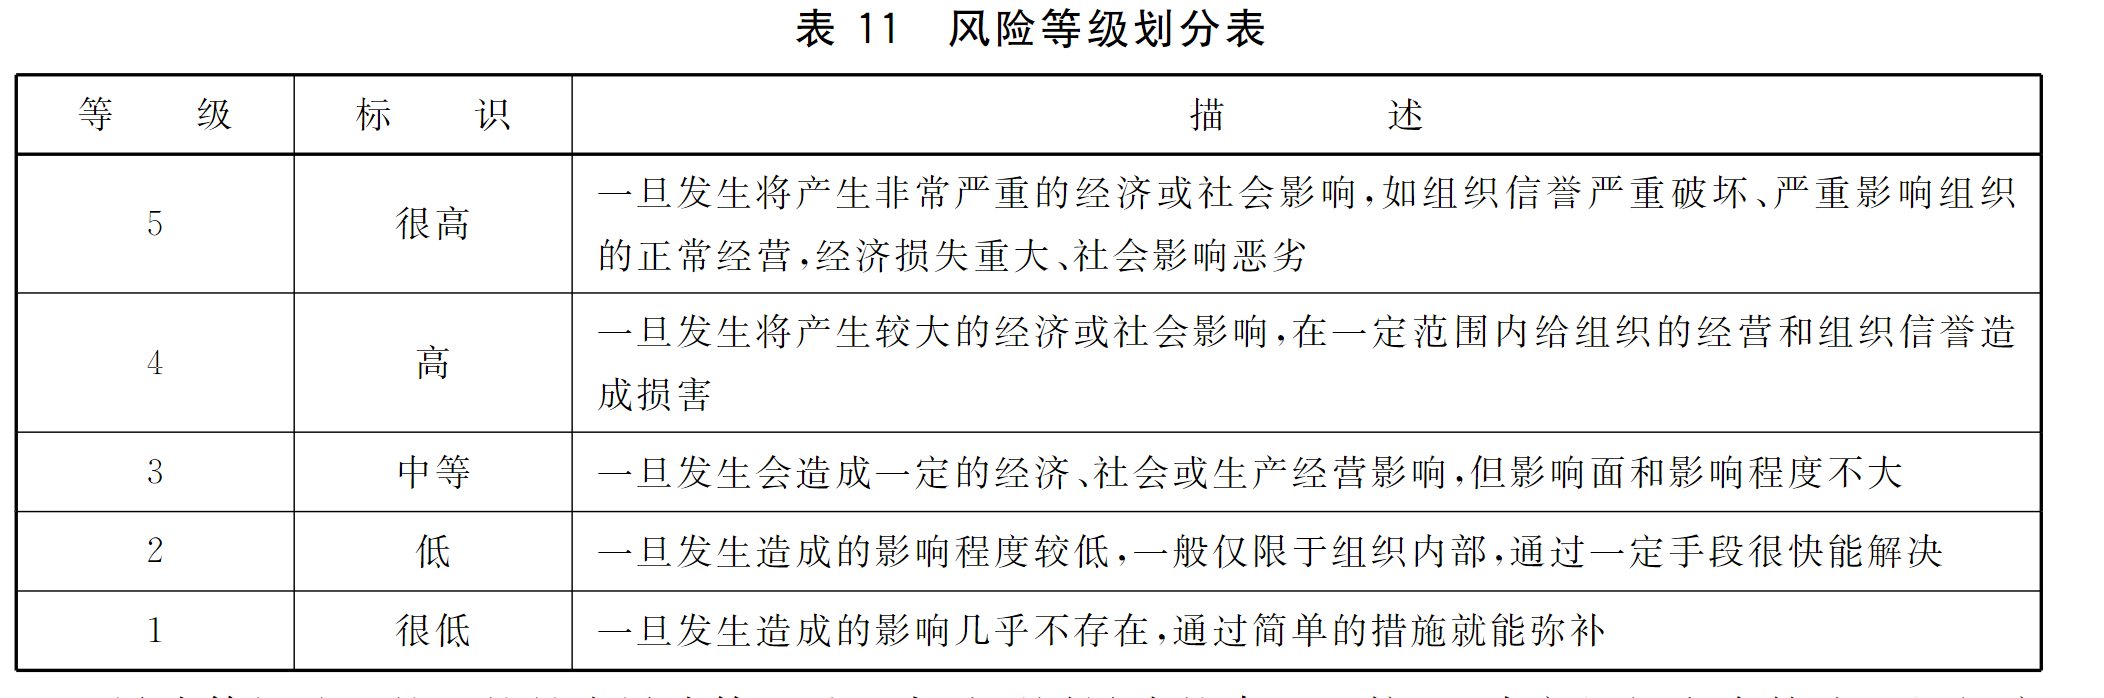 表 11 风险等级划分表
等 级 标 识 描 述
5 很高 一旦发生将产生非常严重的经济或社会影响,如组织信誉严重破坏、严重影响组织
的正常经营,经济损失重大、社会影响恶劣
4 高 一旦发生将产生较大的经济或社会影响,在一定范围内给组织的经营和组织信誉造
成损害
3 中等 一旦发生会造成一定的经济、社会或生产经营影响,但影响面和影响程度不大
2 低 一旦发生造成的影响程度较低,一般仅限于组织内部,通过一定手段很快能解决
1 很低 一旦发生造成的影响几乎不存在,通过简单的措施就能弥补